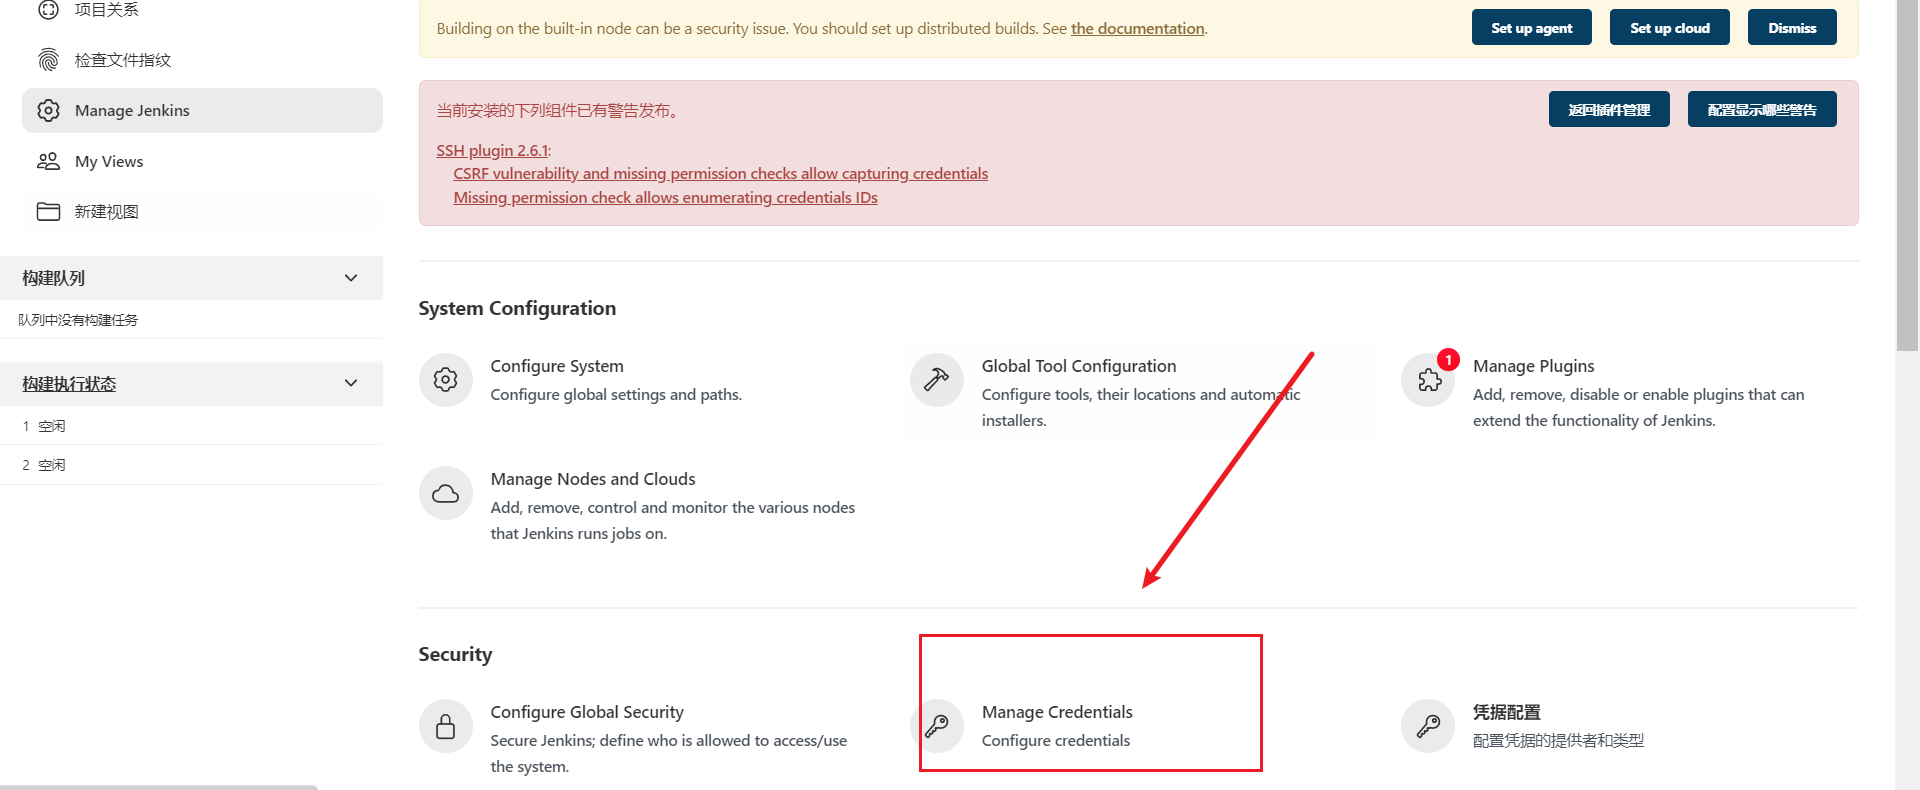 项目关系
检查文件指纹
Manage Jenkins
My Views
新建视图
构建队列
队列中没有构建任务
构建执行状态
1 空闲
2 空闲
Building on the built-in node can be a security issue. You should set up distributed builds. See the documentation.
Set up agent
Set up cloud
Dismiss
当前安装的下列组件已有警告发布。
返回插件管理
配置显示哪些警告
SSH plugin 2.6.1:
CSRF vulnerability and missing permission checks allow capturing credentials
Missing permission check allows enumerating credentials IDs
System Configuration
Configure System
Configure global settings and paths.
Global Tool Configuration
Configure tools, their locations and automatic
installers.
1
Manage Plugins
Add, remove, disable or enable plugins that can
extend the functionality of Jenkins.
Manage Nodes and Clouds
Add, remove, control and monitor the various nodes
that Jenkins runs jobs on.
Security
Configure Global Security
Secure Jenkins; define who is allowed to access/use
the system.
Manage Credentials
Configure credentials
凭据配置
配置凭据的提供者和类型